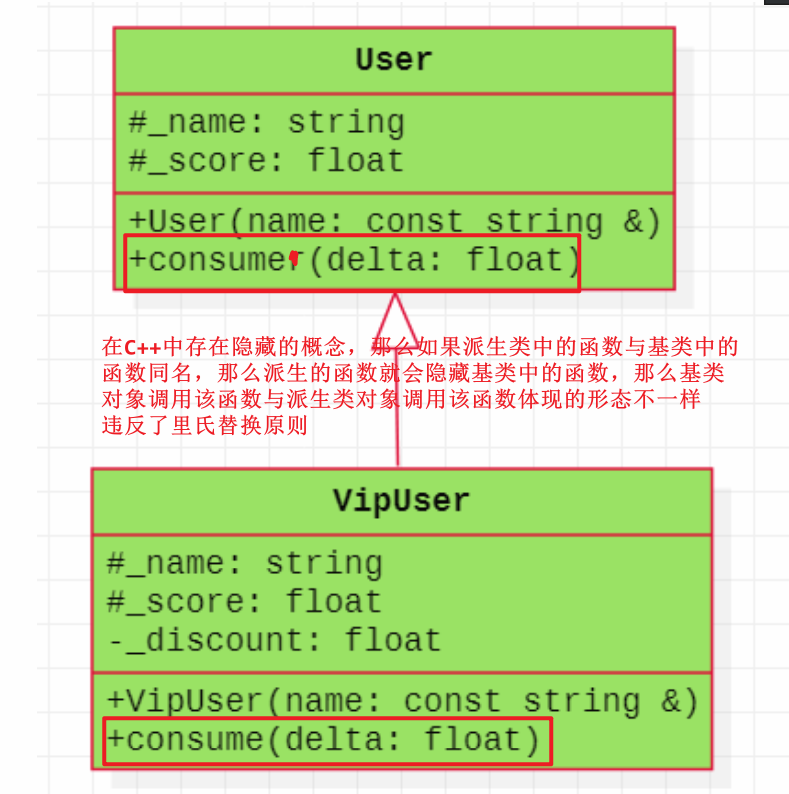 User
#_name: string
#_score: float
+User(name: const string &)
+consumer(delta: float)
在C++中存在隐藏的概念，那么如果派生类中的函数与基类中的
函数同名，那么派生的函数就会隐藏基类中的函数，那么基类
对象调用该函数与派生类对象调用该函数体现的形态不一样
违反了里氏替换原则
VipUser
#_name: string
#_score: float
-_discount: float
+VipUser(name: const string &)
+consume(delta: float)